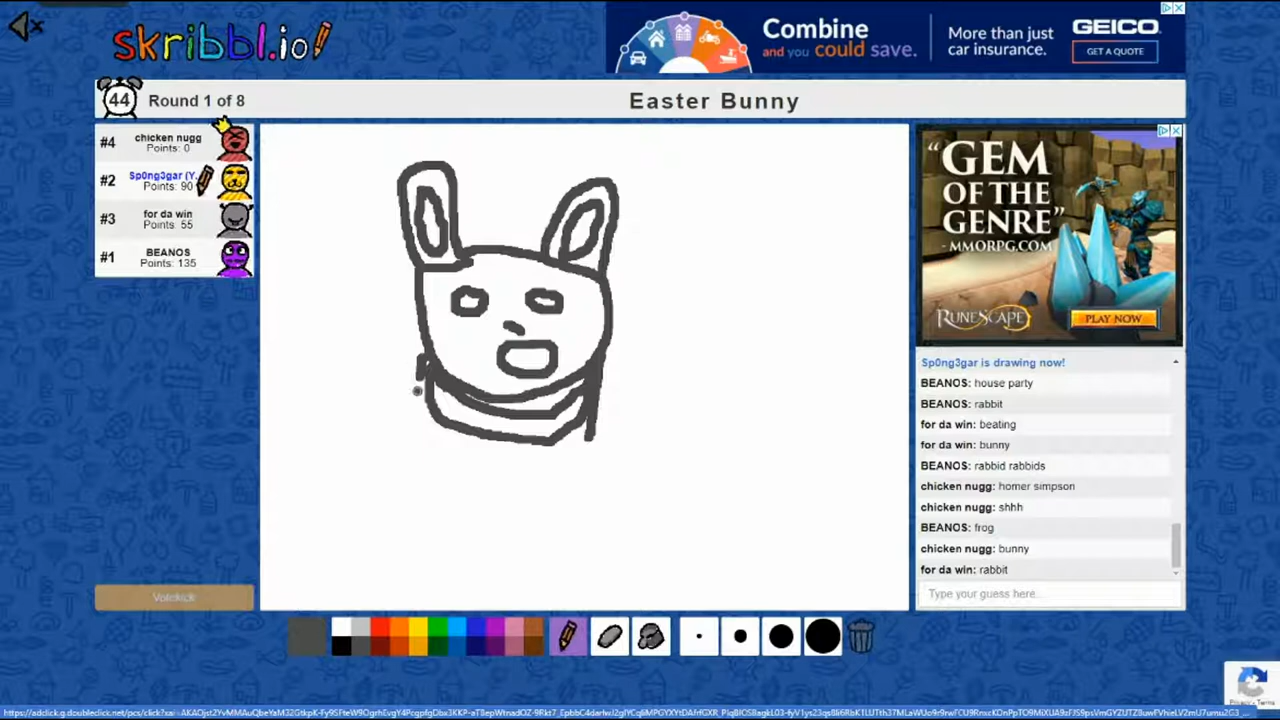 skribbl.io!
Combine
and you could save.
More than just
car insurance.
GEICO
GET A QUOTE
44
Round 1 of 8
Easter Bunny
#4
chicken nugg
Points: 0
#2
Sp0ng3gar (Y.
Points: 90
#3
for da win
Points: 55
#1
BEANOS
Points: 135
"GEM
OF THE
GENRE"
- MMORPG.COM
RUNESCAPE
PLAY NOW
Sp0ng3gar is drawing now!
BEANOS: house party
BEANOS: rabbit
for da win: beating
for da win: bunny
BEANOS: rabbid rabbids
chicken nugg: homer simpson
chicken nugg: shhh
BEANOS: frog
chicken nugg: bunny
for da win: rabbit
Type your guess here...
Votekick
Privacy - Terms